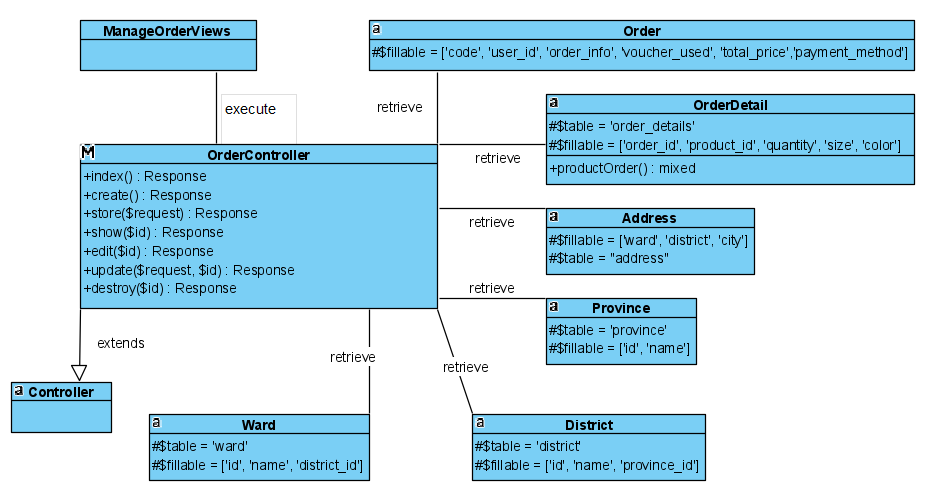 ManageOrderViews
a
Order
#$fillable = ['code', 'user_id', 'order_info', 'voucher_used', 'total_price','payment_method']
execute
retrieve
a
OrderDetail
#$table = 'order_details'
#$fillable = ['order_id', 'product_id', 'quantity', 'size', 'color']
+productOrder() : mixed
retrieve
M
OrderController
+index() : Response
+create() : Response
+store($request) : Response
+show($id) : Response
+edit($id) : Response
+update($request, $id) : Response
+destroy($id) : Response
retrieve
a
Address
#$fillable = ['ward', 'district', 'city']
#$table = "address"
retrieve
a
Province
#$table = 'province'
#$fillable = ['id', 'name']
extends
retrieve
retrieve
a
Controller
a
Ward
#$table = 'ward'
#$fillable = ['id', 'name', 'district_id']
a
District
#$table = 'district'
#$fillable = ['id', 'name', 'province_id']